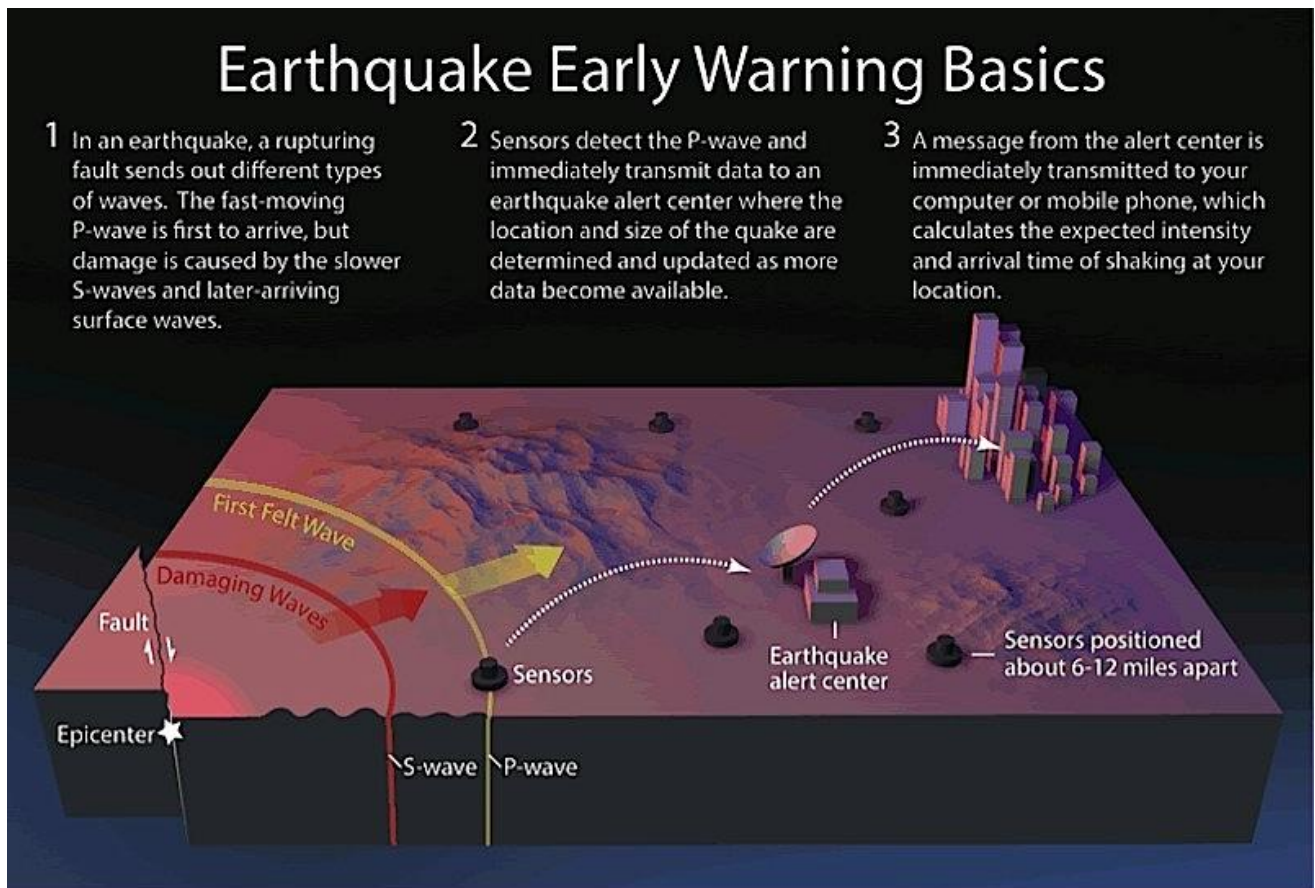 Earthquake Early Warning Basics
1 In an earthquake, a rupturing
fault sends out different types
of waves. The fast-moving
P-wave is first to arrive, but
damage is caused by the slower
S-waves and later-arriving
surface waves.
2 Sensors detect the P-wave and
immediately transmit data to an
earthquake alert center where the
location and size of the quake are
determined and updated as more
data become available.
3 A message from the alert center is
immediately transmitted to your
computer or mobile phone, which
calculates the expected intensity
and arrival time of shaking at your
location.
First Felt Wave
Damaging Waves
Fault
Sensors
Earthquake
alert center
Sensors positioned
about 6-12 miles apart
Epicenter
S-wave
P-wave